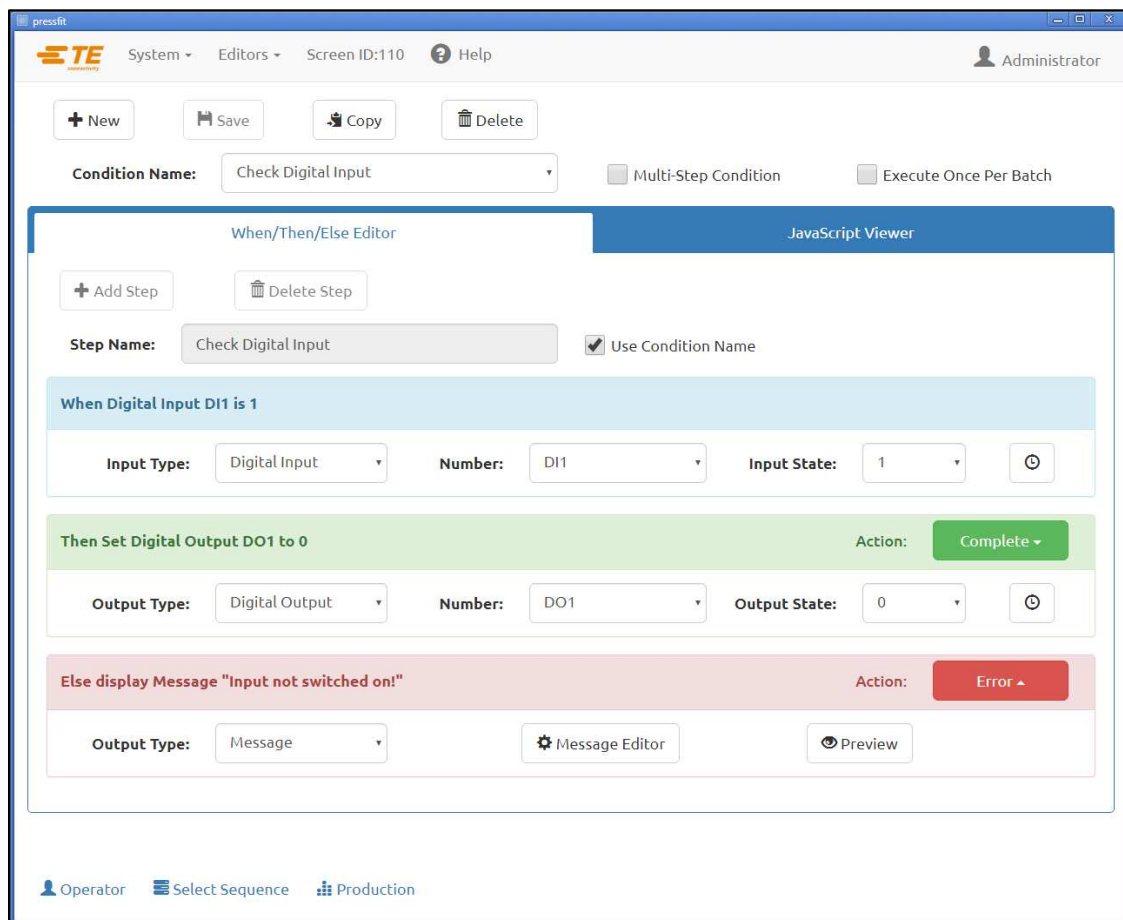 pressfit
TE connectivity System Editors Screen ID:110 Help Administrator
New Save Copy Delete
Condition Name: Check Digital Input Multi-Step Condition Execute Once Per Batch
When/Then/Else Editor JavaScript Viewer
Add Step Delete Step
Step Name: Check Digital Input Use Condition Name
When Digital Input DI1 is 1
Input Type: Digital Input Number: DI1 Input State: 1
Then Set Digital Output DO1 to 0 Action: Complete
Output Type: Digital Output Number: DO1 Output State: 0
Else display Message "Input not switched on!" Action: Error
Output Type: Message Message Editor Preview
Operator Select Sequence Production